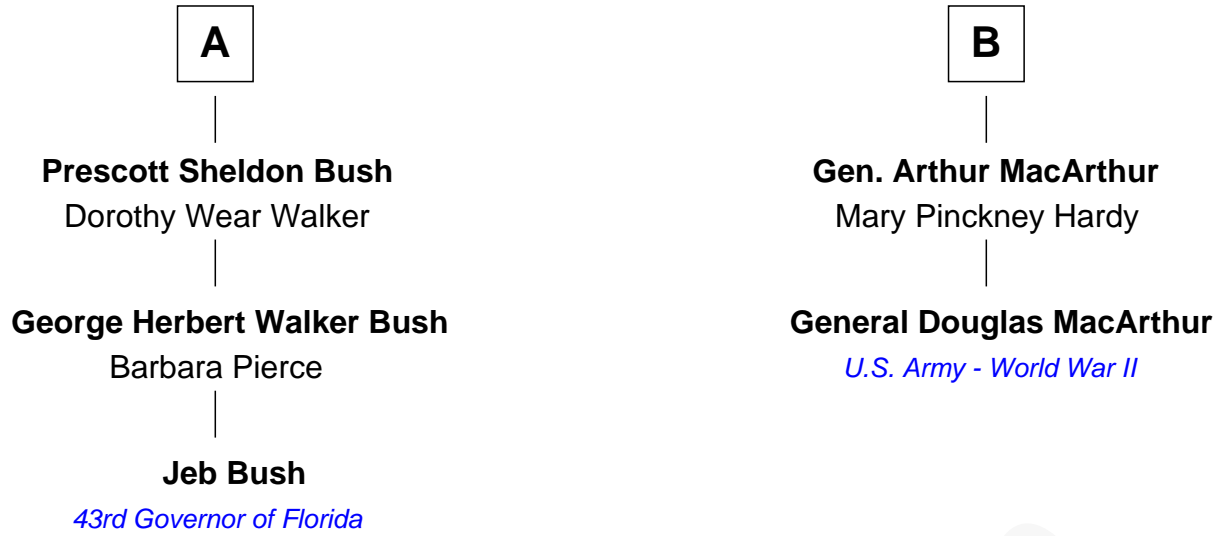 A
Prescott Sheldon Bush
Dorothy Wear Walker
George Herbert Walker Bush
Barbara Pierce
Jeb Bush
43rd Governor of Florida
B
Gen. Arthur MacArthur
Mary Pinckney Hardy
General Douglas MacArthur
U.S. Army - World War II